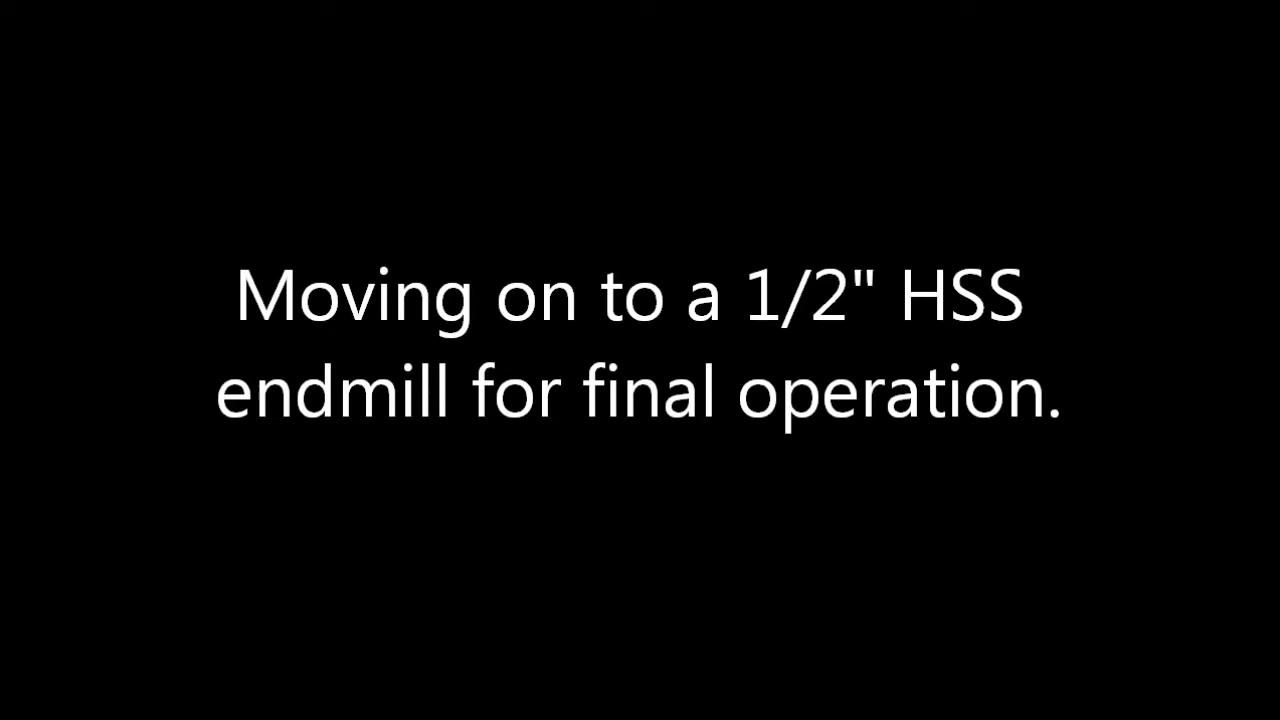 Moving on to a 1/2" HSS
endmill for final operation.